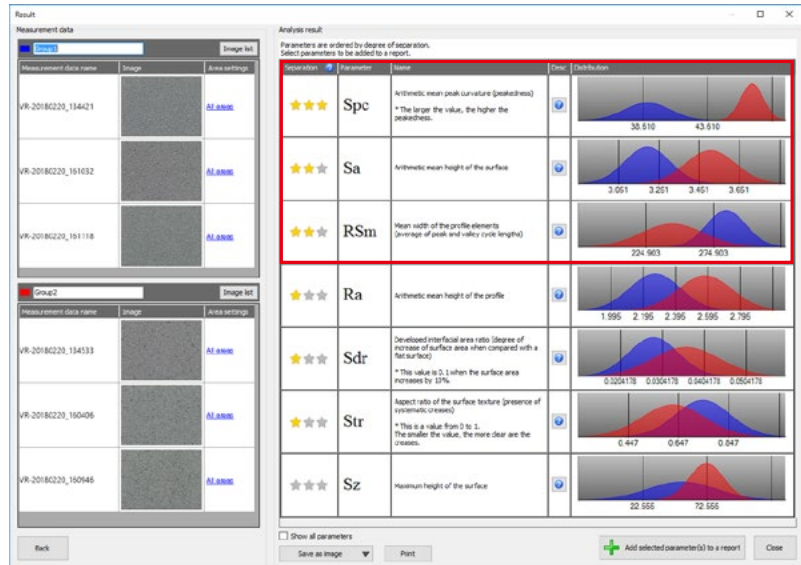 Result
Measurement data
Group1
Image list
Measurement data name Image Area settings
VR-20180220_134421 All areas
VR-20180220_161032 All areas
VR-20180220_161118 All areas
Group2
Image list
Measurement data name Image Area settings
VR-20180220_134533 All areas
VR-20180220_160406 All areas
VR-20180220_160946 All areas
Back
Analysis result
Parameters are ordered by degree of separation.
Select parameters to be added to a report.
Separation ? Parameter Name Desc Distribution
Spc
Arithmetic mean peak curvature (peakedness)
* The larger the value, the higher the
peakedness.
?
38.510 43.510
Sa
Arithmetic mean height of the surface
?
3.051 3.251 3.451 3.651
RSm
Mean width of the profile elements
(average of peak and valley cycle lengths)
?
224.903 274.903
Ra
Arithmetic mean height of the profile
?
1.995 2.195 2.395 2.595 2.795
Sdr
Developed interfacial area ratio (degree of
increase of surface area when compared with a
flat surface)
* This value is 0.1 when the surface area
increases by 10%.
?
0.0204178 0.0304178 0.0404178 0.0504178
Str
Aspect ratio of the surface texture (presence of
systematic creases)
* This is a value from 0 to 1.
The smaller the value, the more clear are the
creases.
?
0.447 0.647 0.847
Sz
Maximum height of the surface
?
22.555 72.555
Show all parameters
Save as image
Print
Add selected parameter(s) to a report
Close